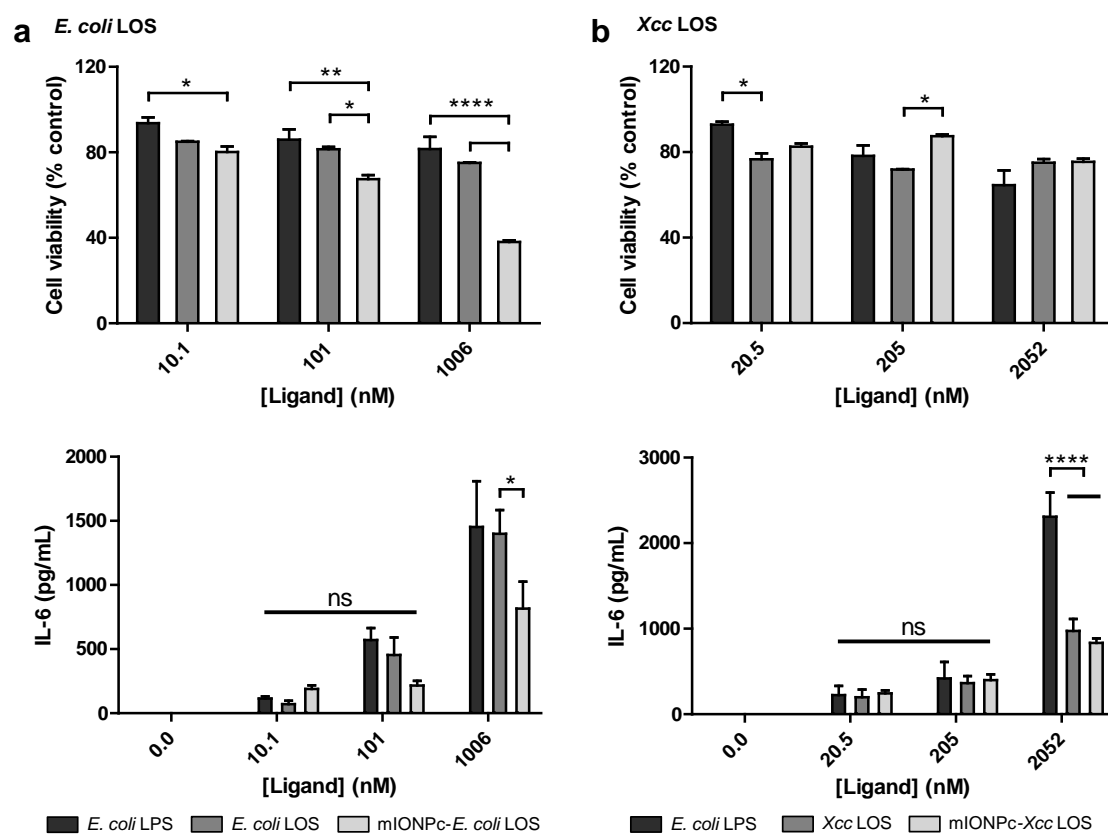 a E. coli LOS
Cell viability (% control)
120
80
40
0
*
**
*
****
10.1
101
1006
[Ligand] (nM)
b Xcc LOS
Cell viability (% control)
120
80
40
0
*
*
20.5
205
2052
[Ligand] (nM)
IL-6 (pg/mL)
2000
1500
1000
500
0
ns
*
0.0
10.1
101
1006
[Ligand] (nM)
E. coli LPS E. coli LOS mIONPc-E. coli LOS
IL-6 (pg/mL)
3000
2000
1000
0
ns
****
0.0
20.5
205
2052
[Ligand] (nM)
E. coli LPS Xcc LOS mIONPc-Xcc LOS